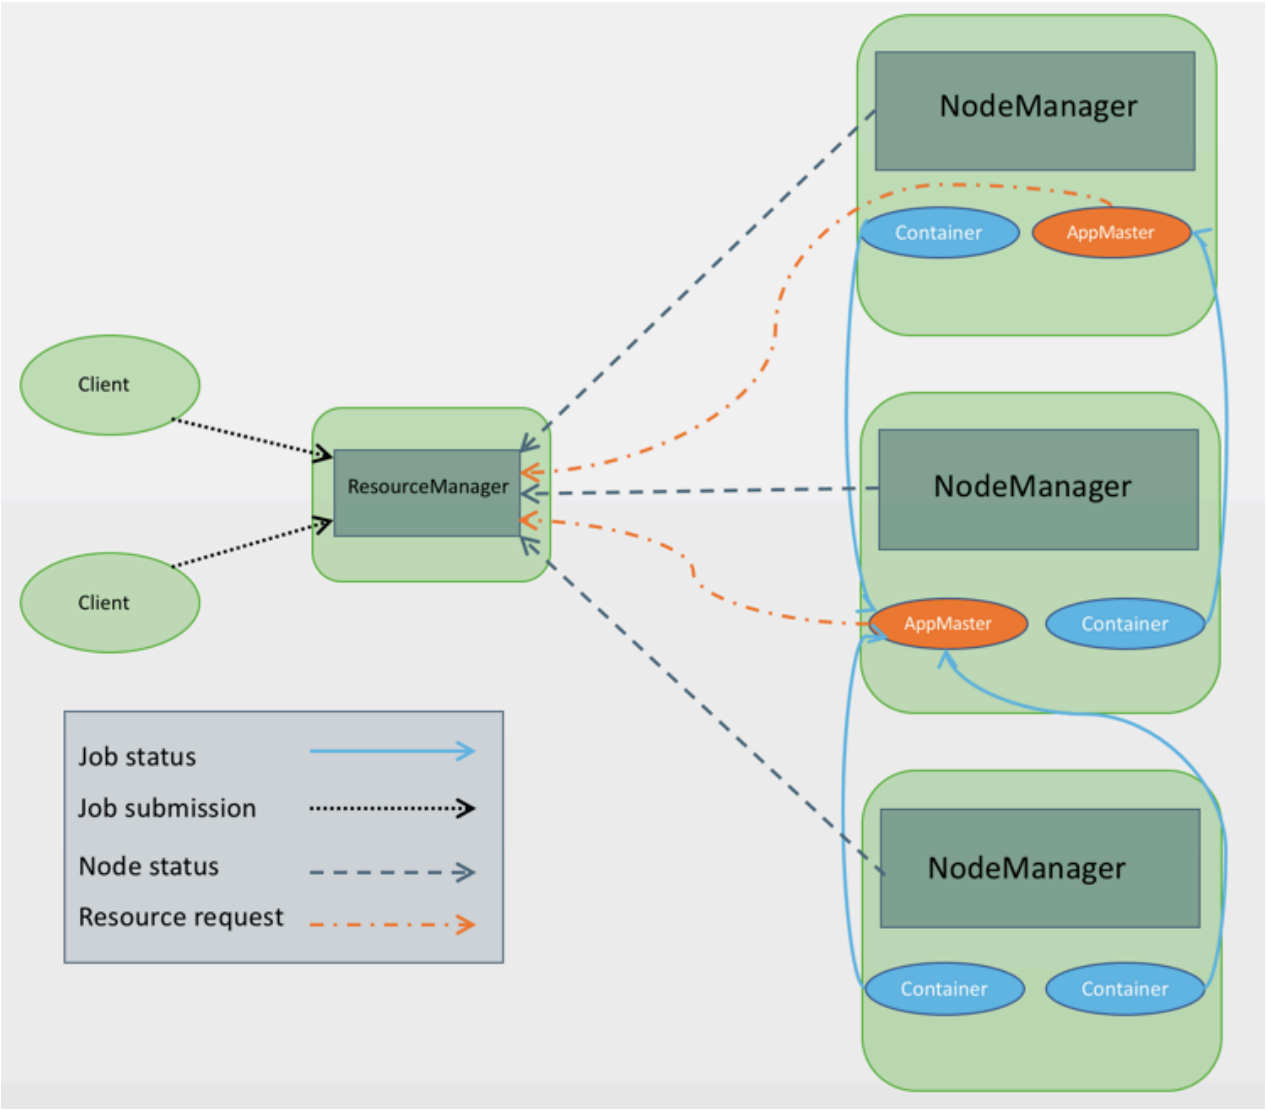 NodeManager
Container
AppMaster
Client
ResourceManager
NodeManager
Client
AppMaster
Container
Job status
Job submission
Node status
Resource request
NodeManager
Container
Container